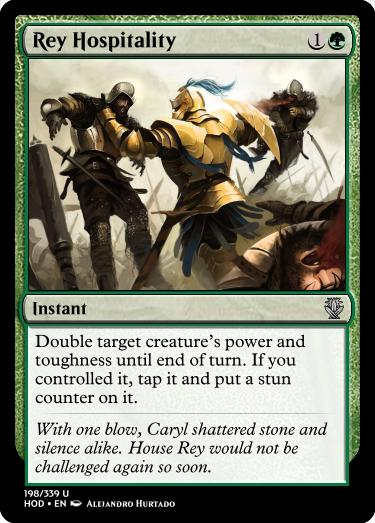 Rey Hospitality 1
Instant
Double target creature's power and
toughness until end of turn. If you
controlled it, tap it and put a stun
counter on it.
With one blow, Caryl shattered stone and
silence alike. House Rey would not be
challenged again so soon.
198/339 U
HOD • EN Alejandro Hurtado